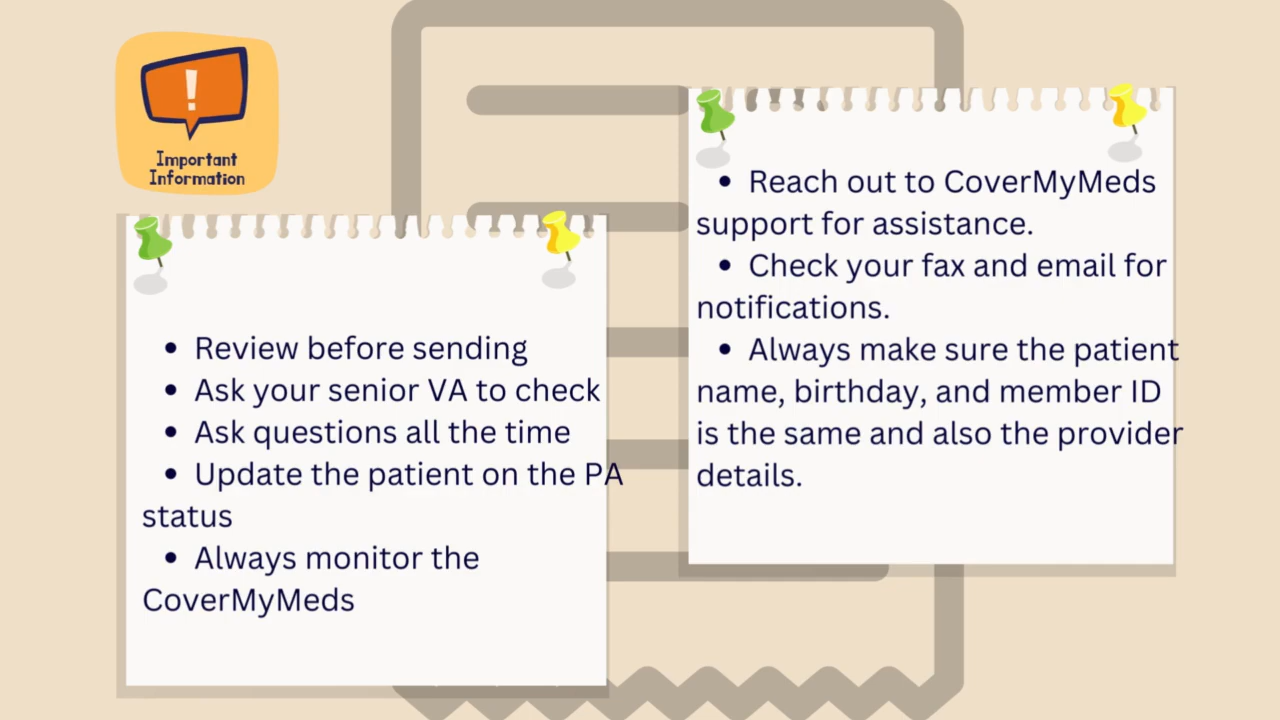 !
Important
Information
• Review before sending
• Ask your senior VA to check
• Ask questions all the time
• Update the patient on the PA
status
• Always monitor the
CoverMyMeds
• Reach out to CoverMyMeds
support for assistance.
• Check your fax and email for
notifications.
• Always make sure the patient
name, birthday, and member ID
is the same and also the provider
details.